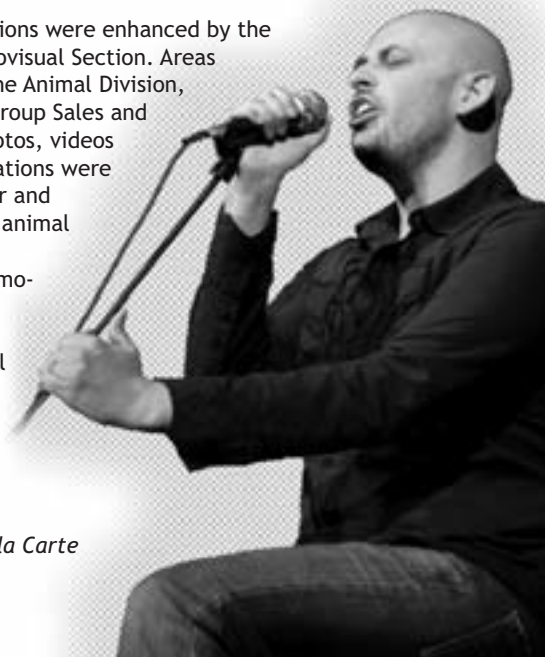 ions were enhanced by the
ovisual Section. Areas
ne Animal Division,
roup Sales and
otos, videos
ations were
r and
animal
mo-
l
la Carte